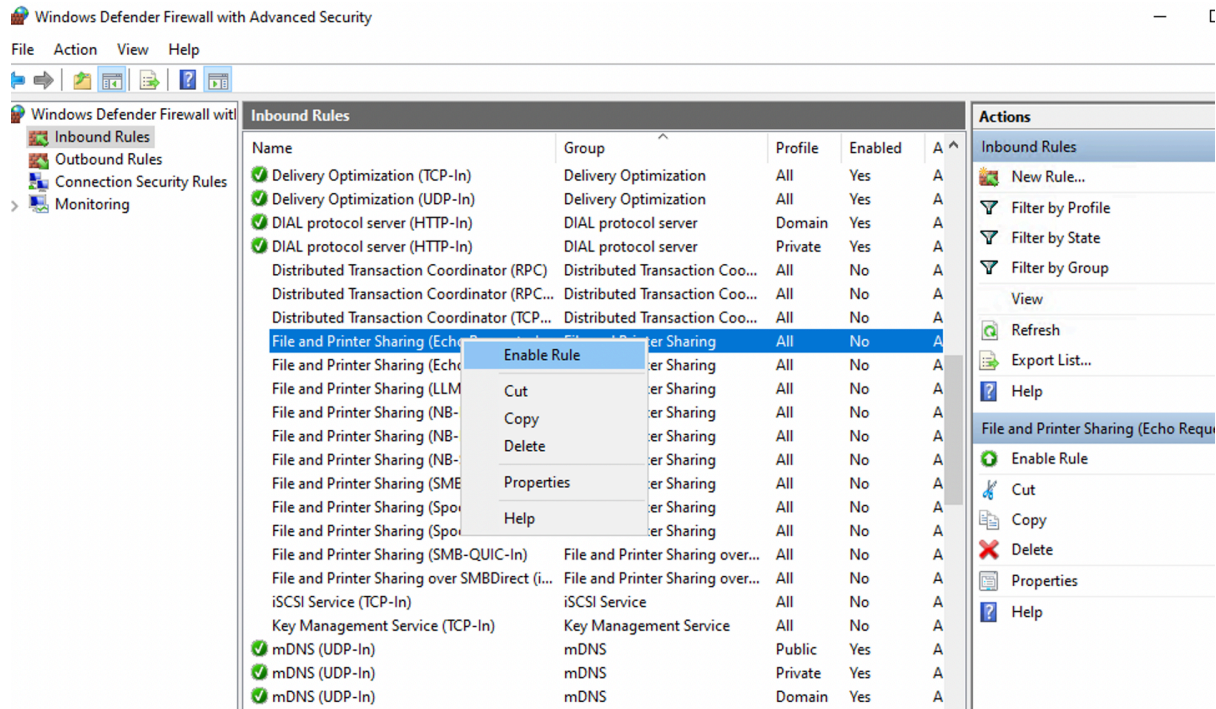 Windows Defender Firewall with Advanced Security
File Action View Help
Windows Defender Firewall witl
Inbound Rules
Outbound Rules
Connection Security Rules
Monitoring
Inbound Rules
Name Group Profile Enabled A
Delivery Optimization (TCP-In) Delivery Optimization All Yes A
Delivery Optimization (UDP-In) Delivery Optimization All Yes A
DIAL protocol server (HTTP-In) DIAL protocol server Domain Yes A
DIAL protocol server (HTTP-In) DIAL protocol server Private Yes A
Distributed Transaction Coordinator (RPC) Distributed Transaction Coo... All No A
Distributed Transaction Coordinator (RPC... Distributed Transaction Coo... All No A
Distributed Transaction Coordinator (TCP... Distributed Transaction Coo... All No A
File and Printer Sharing (Echo er Sharing All No A
File and Printer Sharing (Echo er Sharing All No A
File and Printer Sharing (LLM er Sharing All No A
File and Printer Sharing (NB- er Sharing All No A
File and Printer Sharing (NB- er Sharing All No A
File and Printer Sharing (NB- er Sharing All No A
File and Printer Sharing (SME er Sharing All No A
File and Printer Sharing (Spo er Sharing All No A
File and Printer Sharing (Spo er Sharing All No A
File and Printer Sharing (SMB-QUIC-In) File and Printer Sharing over... All No A
File and Printer Sharing over SMBDirect (i... File and Printer Sharing over... All No A
iSCSI Service (TCP-In) iSCSI Service All No A
Key Management Service (TCP-In) Key Management Service All No A
mDNS (UDP-In) mDNS Public Yes A
mDNS (UDP-In) mDNS Private Yes A
mDNS (UDP-In) mDNS Domain Yes A
Enable Rule
Cut
Copy
Delete
Properties
Help
Actions
Inbound Rules
New Rule...
Filter by Profile
Filter by State
Filter by Group
View
Refresh
Export List...
Help
File and Printer Sharing (Echo Reque
Enable Rule
Cut
Copy
Delete
Properties
Help